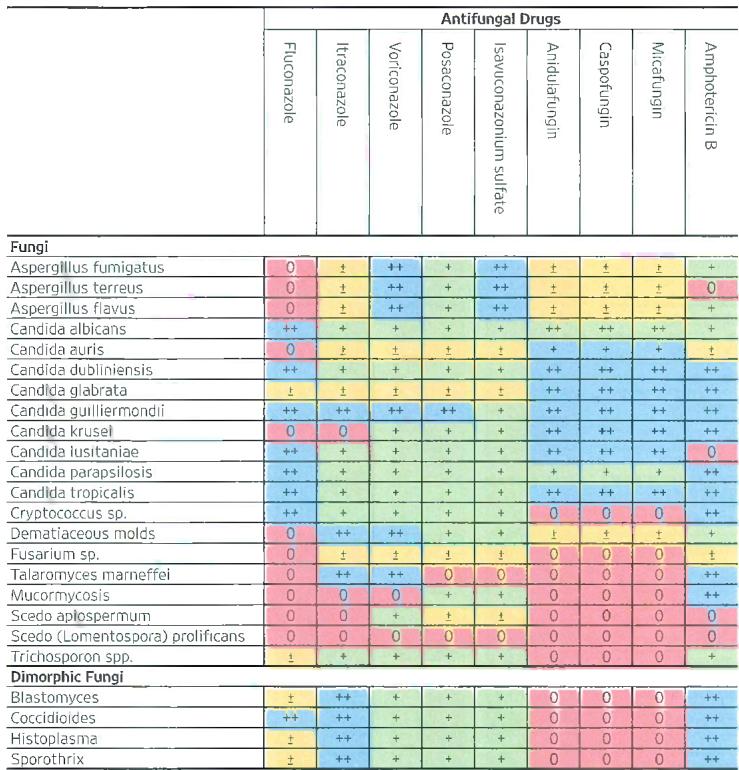 Antifungal Drugs
Fluconazole Itraconazole Voriconazole Posaconazole Isavuconazonium sulfate Anidulafungin Caspofungin Micafungin Amphotericin B
Fungi
Aspergillus fumigatus 0 ± ++ + ++ ± ± ± +
Aspergillus terreus 0 ± ++ + ++ ± ± ± 0
Aspergillus flavus 0 ± ++ + ++ ± ± ± +
Candida albicans ++ + + + + ++ ++ ++ +
Candida auris 0 ± ± ± ± + + + ±
Candida dubliniensis ++ + + + + ++ ++ ++ ++
Candida glabrata ± ± ± ± ± ++ ++ ++ ++
Candida guilliermondii ++ ++ ++ ++ + ++ ++ ++ ++
Candida krusei 0 0 + + + ++ ++ ++ ++
Candida lusitaniae ++ + + + + ++ ++ ++ 0
Candida parapsilosis ++ + + + + + + + ++
Candida tropicalis ++ + + + + ++ ++ ++ ++
Cryptococcus sp. ++ + + + + 0 0 0 ++
Dematiaceous molds 0 ++ ++ + + ± ± ± +
Fusarium sp. 0 ± ± ± ± 0 0 0 ±
Talaromyces marneffei 0 ++ ++ 0 0 0 0 0 ++
Mucormycosis 0 0 0 + + 0 0 0 ++
Scedo apiospermum 0 0 + ± ± 0 0 0 0
Scedo (Lomentospora) prolificans 0 0 0 0 0 0 0 0 0
Trichosporon spp. ± + + + + 0 0 0 +
Dimorphic Fungi
Blastomyces ± ++ + + + 0 0 0 ++
Coccidioides ++ ++ + + + 0 0 0 ++
Histoplasma ± ++ + + + 0 0 0 ++
Sporothrix ± ++ + + + 0 0 0 ++